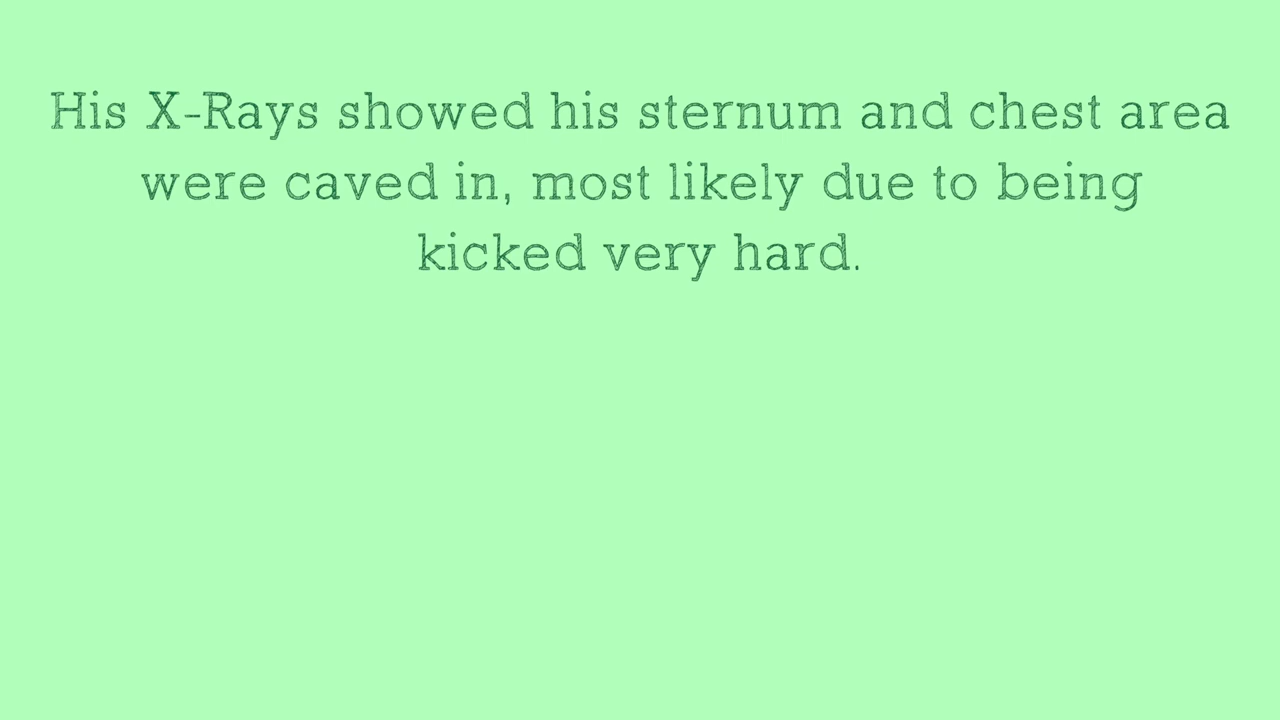 His X-Rays showed his sternum and chest area
were caved in, most likely due to being
kicked very hard.